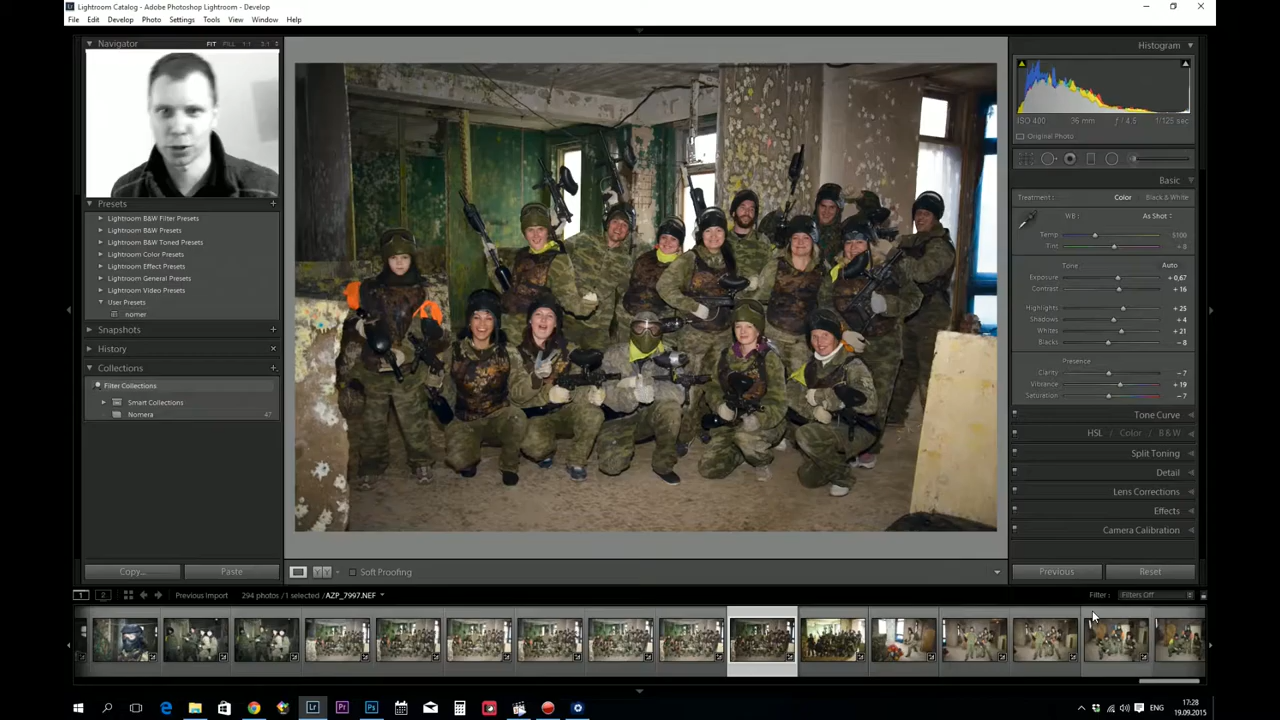 Lightroom Catalog - Adobe Photoshop Lightroom - Develop
File Edit Develop Photo Settings Tools View Window Help
Navigator FIT FILL 1:1 3:1
Presets +
Lightroom B&W Filter Presets
Lightroom B&W Presets
Lightroom B&W Toned Presets
Lightroom Color Presets
Lightroom Effect Presets
Lightroom General Presets
Lightroom Video Presets
User Presets
nomer
Snapshots +
History ×
Collections +
Filter Collections
Smart Collections
Nomera 47
Copy... Paste
Soft Proofing
Histogram
ISO 400 36 mm ƒ / 4.5 1/125 sec
Original Photo
Basic
Treatment: Color Black & White
WB: As Shot
Temp 5100
Tint + 8
Tone Auto
Exposure + 0,67
Contrast + 16
Highlights + 25
Shadows + 4
Whites + 21
Blacks - 8
Presence
Clarity - 7
Vibrance + 19
Saturation - 7
Tone Curve
HSL / Color / B & W
Split Toning
Detail
Lens Corrections
Effects
Camera Calibration
Previous Reset
1 2 Previous Import 294 photos / 1 selected / AZP_7997.NEF Filter : Filters Off
17:28
19.09.2015